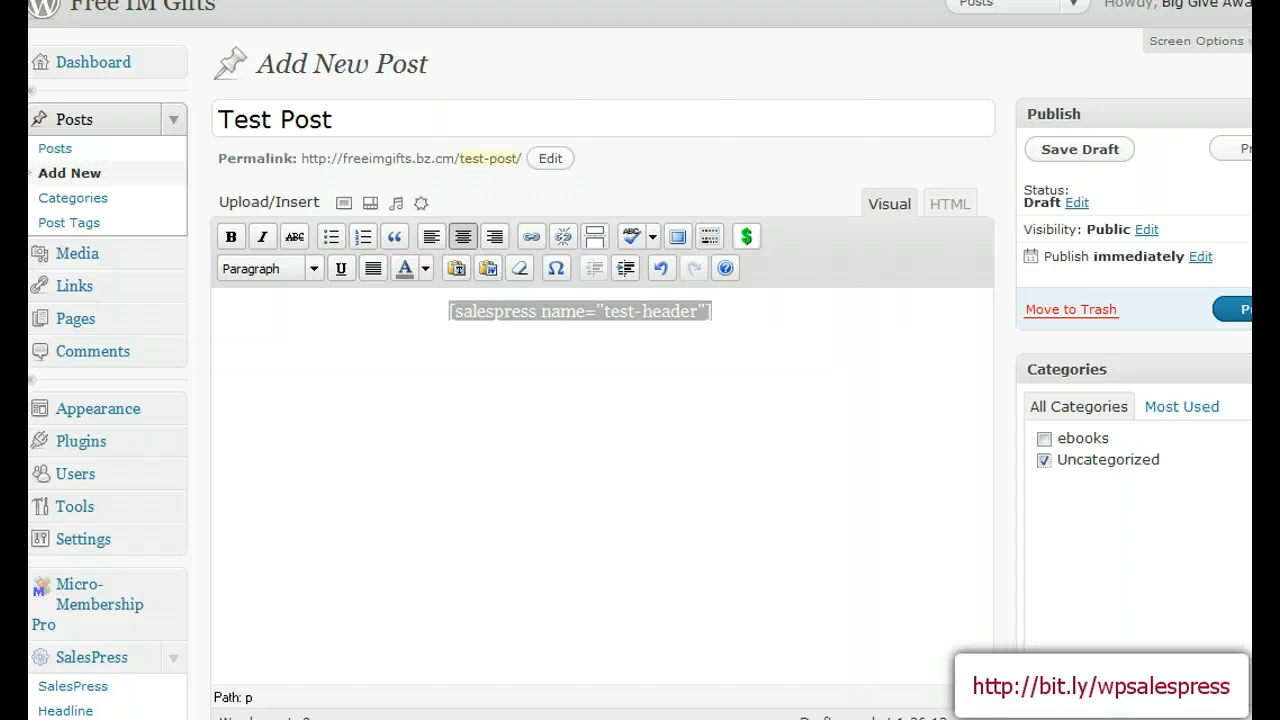 Free IM Gifts
Posts
Howdy, Big Give Awa
Screen Options
Dashboard
Posts
Posts
Add New
Categories
Post Tags
Media
Links
Pages
Comments
Appearance
Plugins
Users
Tools
Settings
Micro-
Membership
Pro
SalesPress
SalesPress
Headline
Add New Post
Test Post
Permalink: http://freeimgifts.bz.cm/test-post/ Edit
Upload/Insert
Visual HTML
B I ABC
ABC
Paragraph U A
[salespress name="test-header"]
Path: p
Publish
Save Draft
Pr
Status:
Draft Edit
Visibility: Public Edit
Publish immediately Edit
Move to Trash
P
Categories
All Categories Most Used
ebooks
Uncategorized
http://bit.ly/wpsalespress